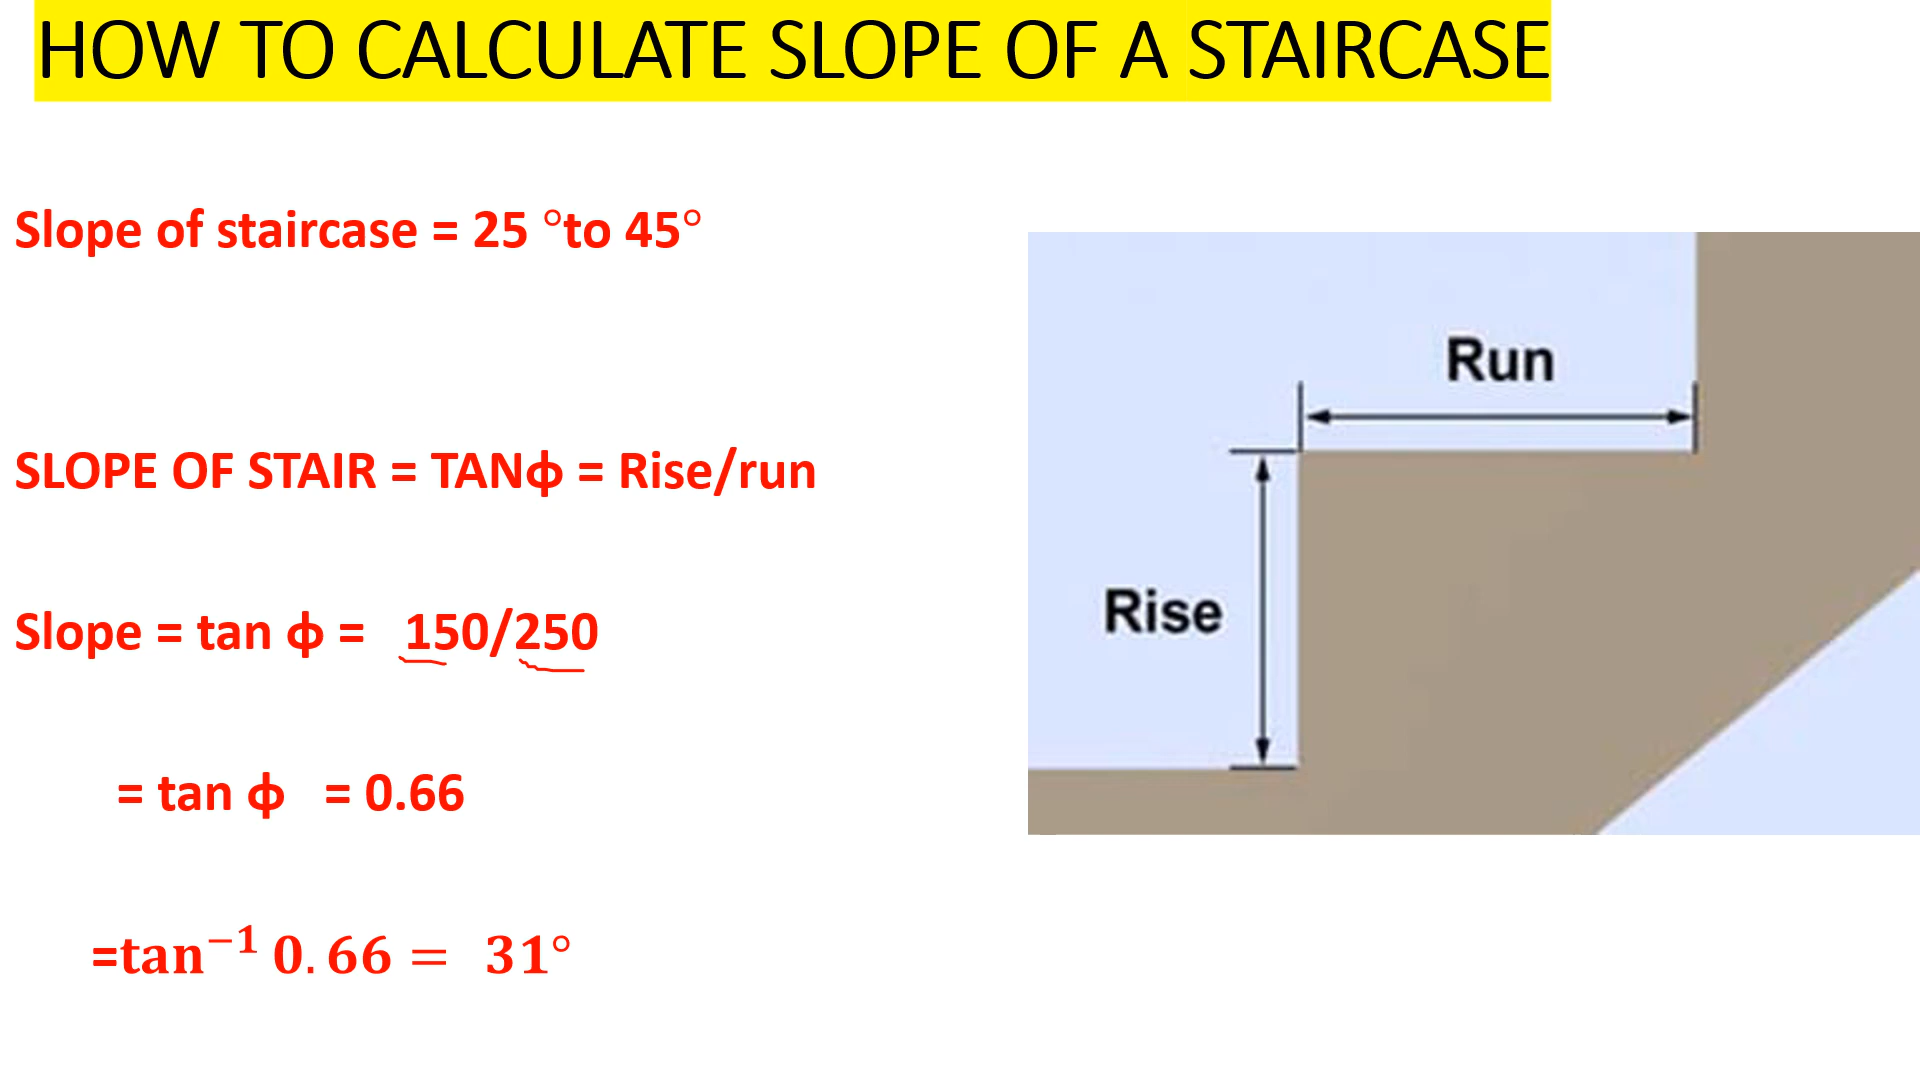 HOW TO CALCULATE SLOPE OF A STAIRCASE
Slope of staircase = 25 °to 45°
Run
SLOPE OF STAIR = TANϕ = Rise/run
Rise
Slope = tan ϕ = 150/250
= tan ϕ = 0.66
=tan⁻¹ 0.66 = 31°